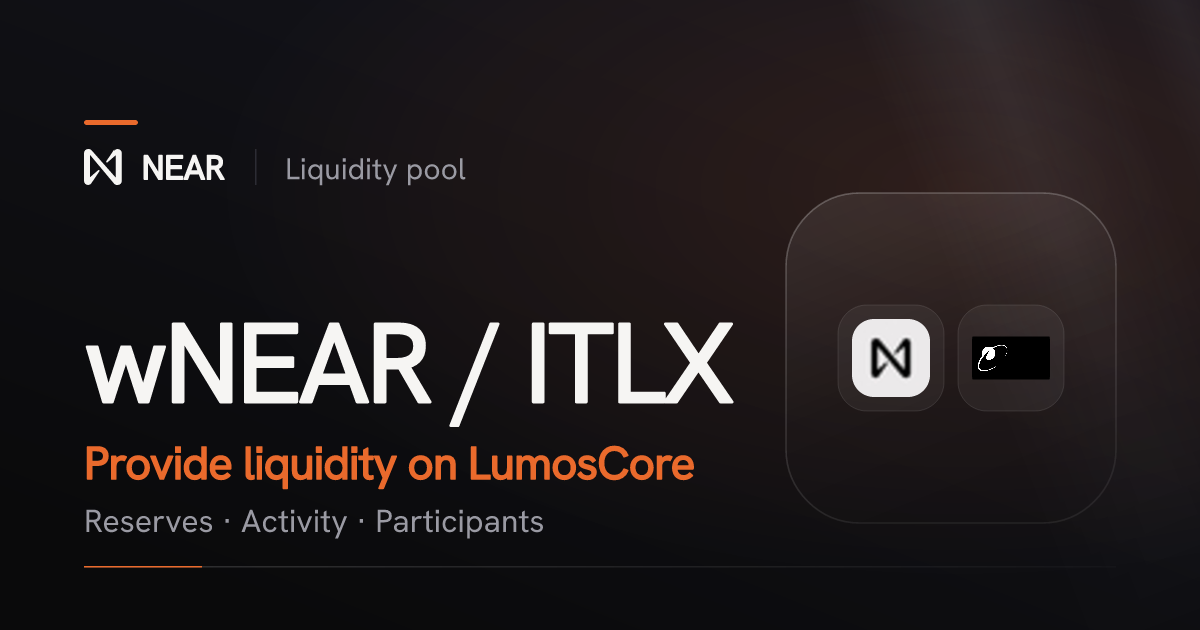 NEAR Liquidity pool
wNEAR / ITLX
Provide liquidity on LumosCore
Reserves · Activity · Participants